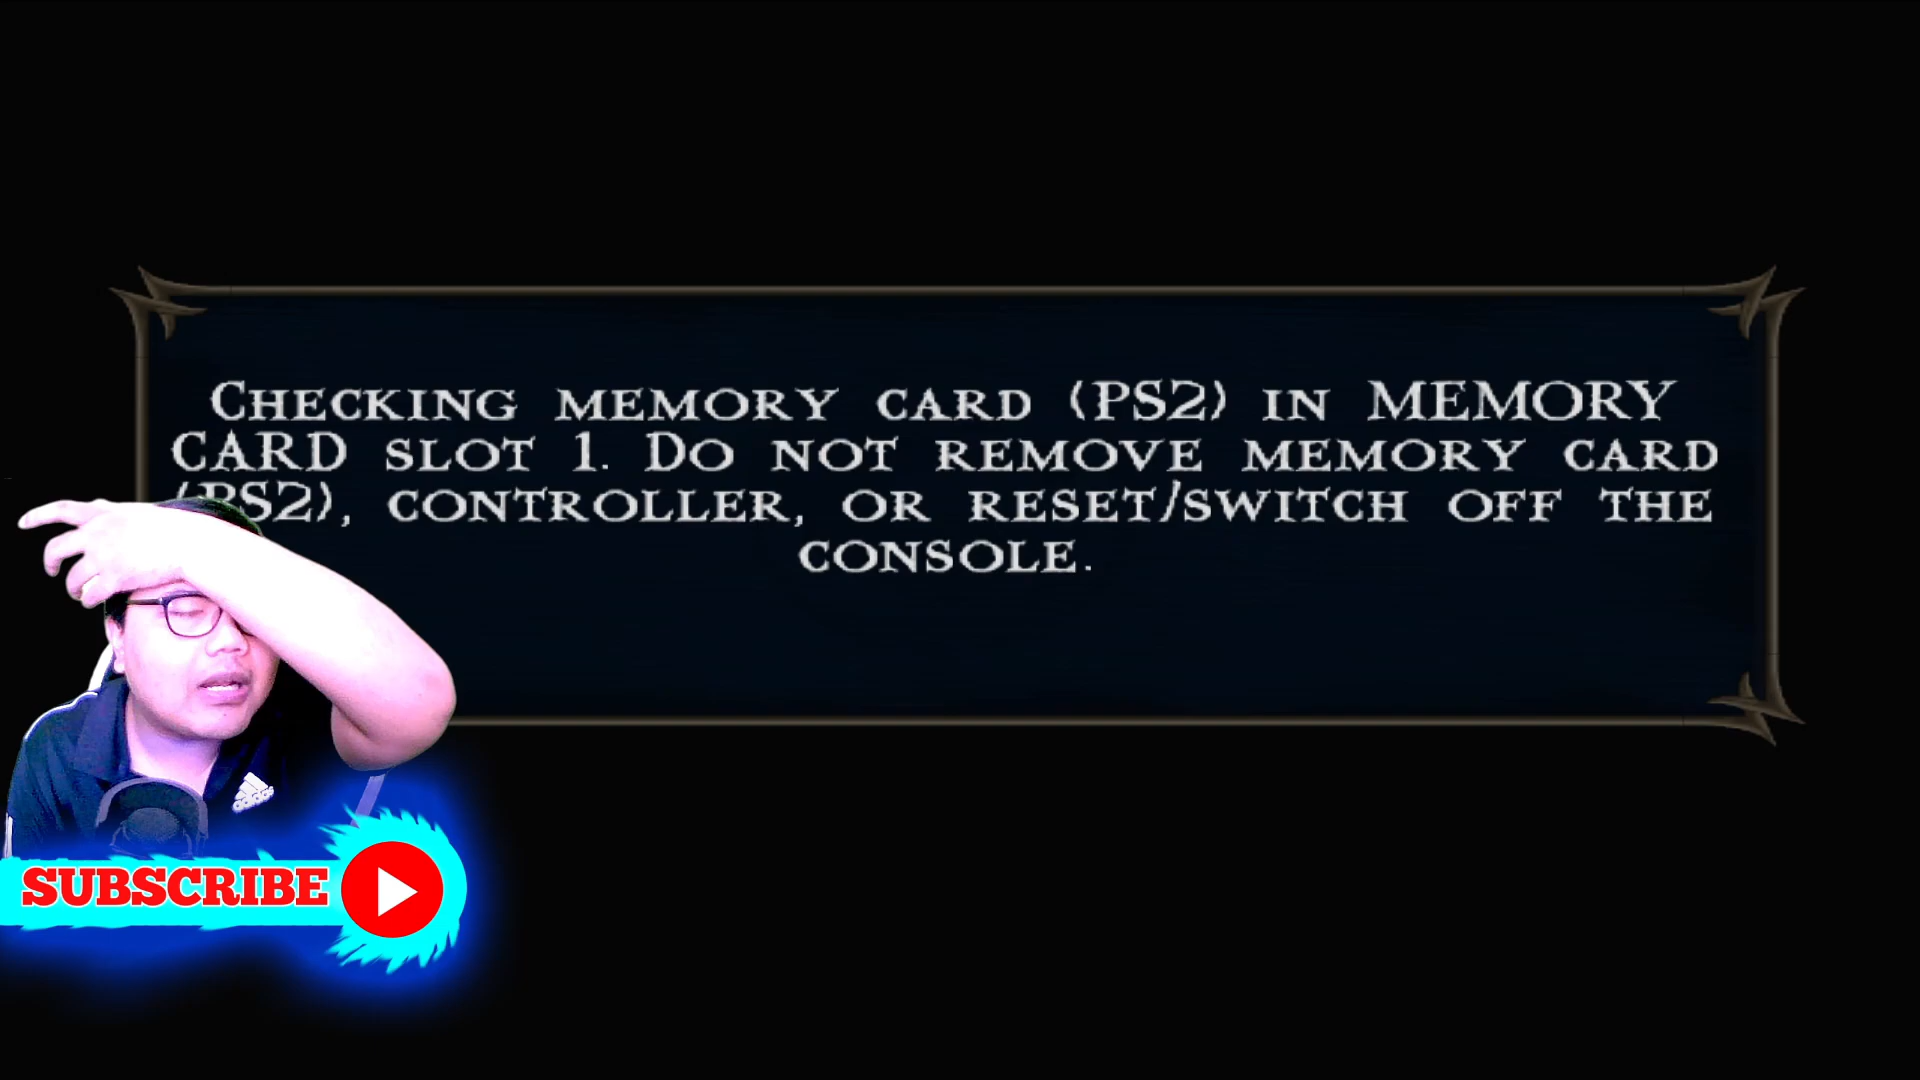 Checking memory card (PS2) in MEMORY
CARD slot 1. Do not remove memory card
(PS2), controller, or reset/switch off the
console.
adidas
SUBSCRIBE